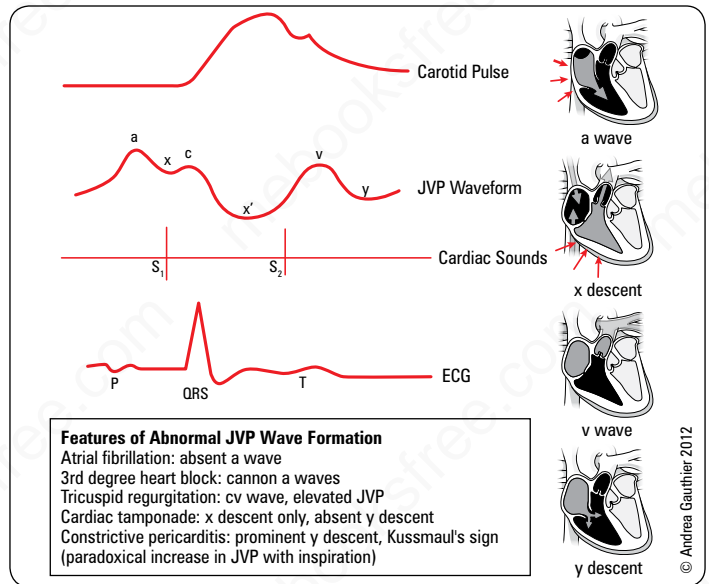 Carotid Pulse
a
x
c
x′
v
y
JVP Waveform
S₁
S₂
Cardiac Sounds
P
QRS
T
ECG
a wave
x descent
v wave
y descent
Features of Abnormal JVP Wave Formation
Atrial fibrillation: absent a wave
3rd degree heart block: cannon a waves
Tricuspid regurgitation: cv wave, elevated JVP
Cardiac tamponade: x descent only, absent y descent
Constrictive pericarditis: prominent y descent, Kussmaul's sign
(paradoxical increase in JVP with inspiration)
© Andrea Gauthier 2012